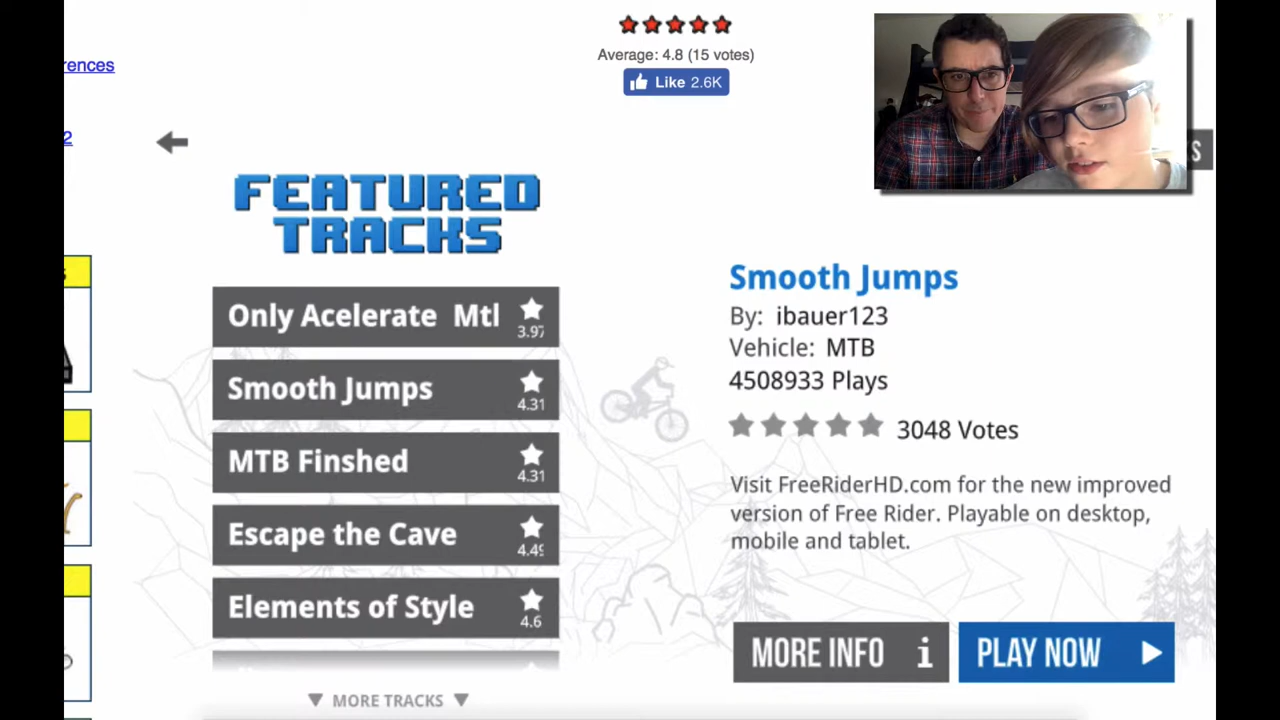 rences
2
Average: 4.8 (15 votes)
Like 2.6K
FEATURED
TRACKS
Only Acelerate Mtl
3.97
Smooth Jumps
4.31
MTB Finshed
4.31
Escape the Cave
4.49
Elements of Style
4.6
MORE TRACKS
Smooth Jumps
By: ibauer123
Vehicle: MTB
4508933 Plays
3048 Votes
Visit FreeRiderHD.com for the new improved
version of Free Rider. Playable on desktop,
mobile and tablet.
MORE INFO i
PLAY NOW